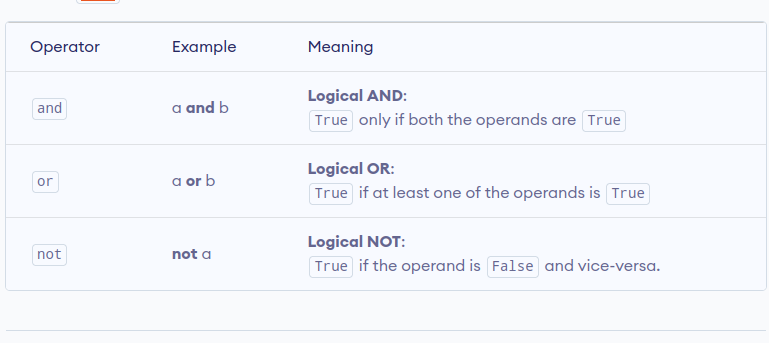 Operator Example Meaning
and a and b Logical AND:
True only if both the operands are True
or a or b Logical OR:
True if at least one of the operands is True
not not a Logical NOT:
True if the operand is False and vice-versa.